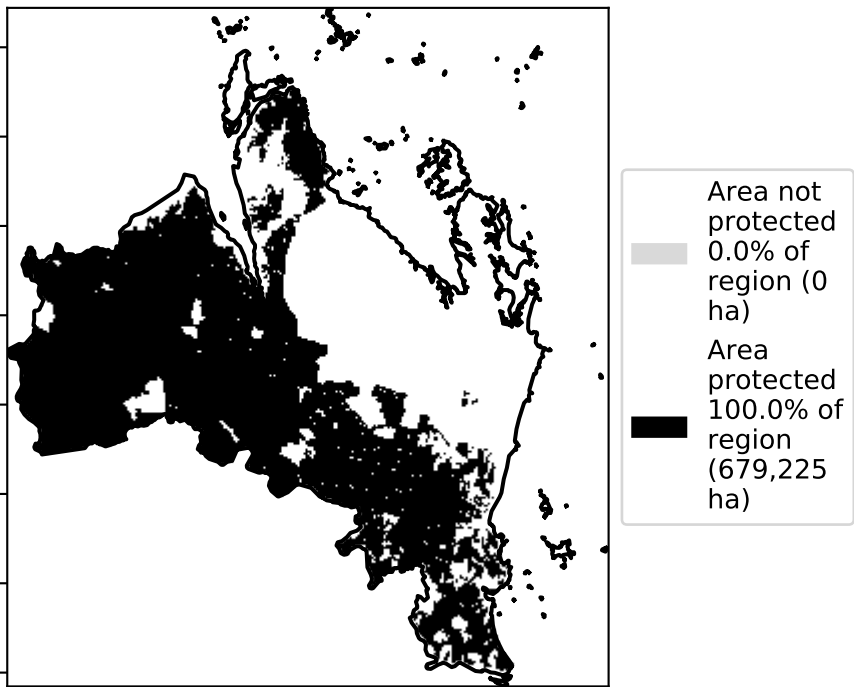 Area not
protected
0.0% of
region (0
ha)
Area
protected
100.0% of
region
(679,225
ha)